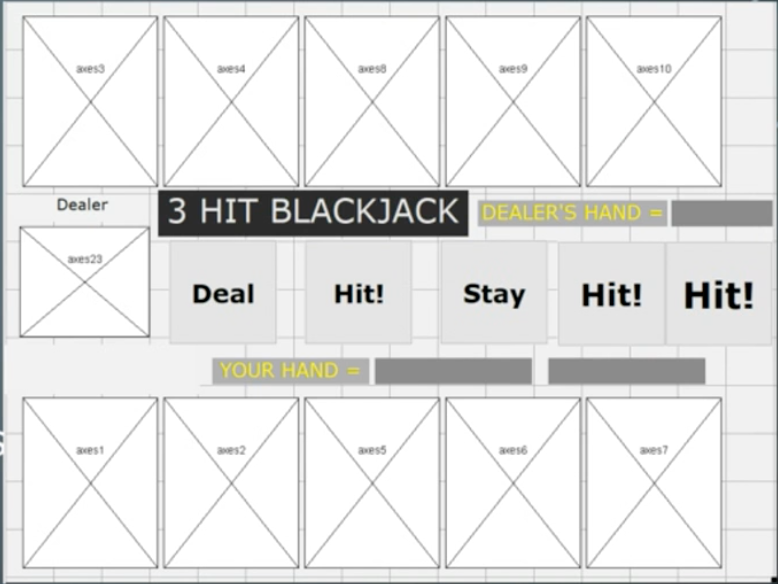 axes3 axes4 axes8 axes9 axes10
Dealer 3 HIT BLACKJACK DEALER'S HAND =
axes23
Deal Hit! Stay Hit! Hit!
YOUR HAND =
axes1 axes2 axes5 axes6 axes7